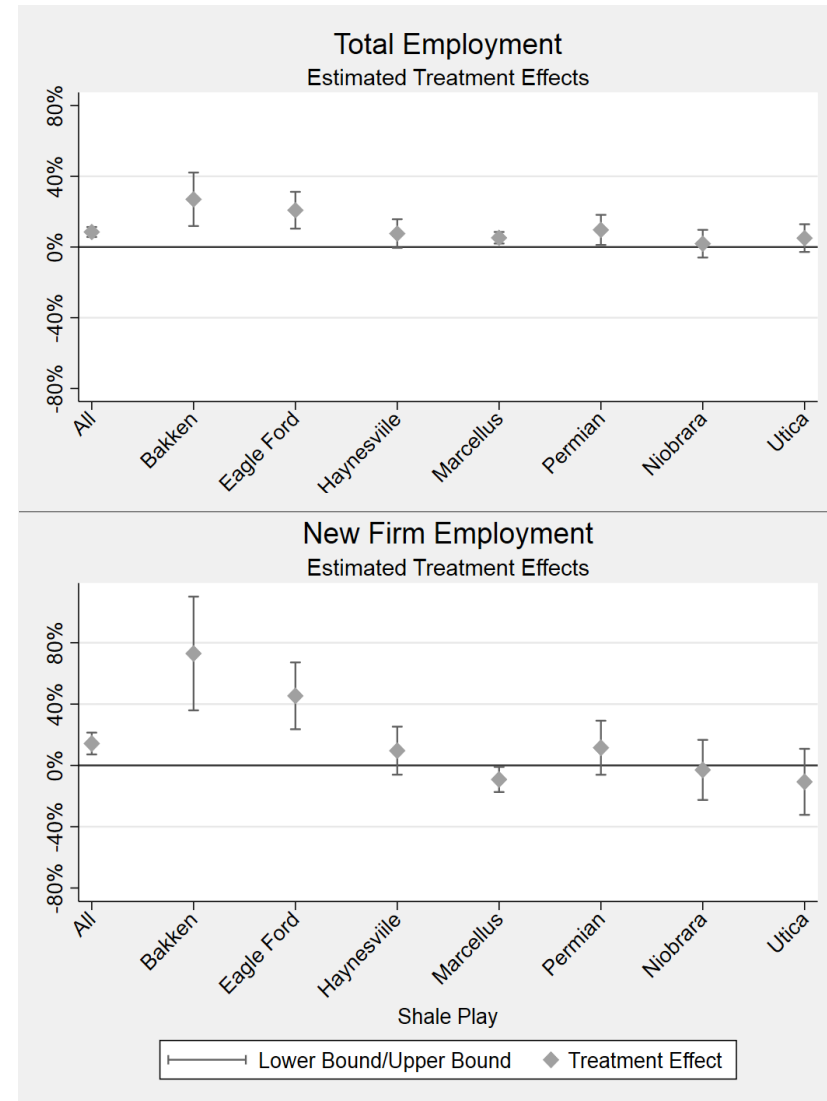 Total Employment
Estimated Treatment Effects
80%
40%
0%
-40%
-80%
All
Bakken
Eagle Ford
Haynesviile
Marcellus
Permian
Niobrara
Utica
New Firm Employment
Estimated Treatment Effects
80%
40%
0%
-40%
-80%
All
Bakken
Eagle Ford
Haynesviile
Marcellus
Permian
Niobrara
Utica
Shale Play
Lower Bound/Upper Bound Treatment Effect